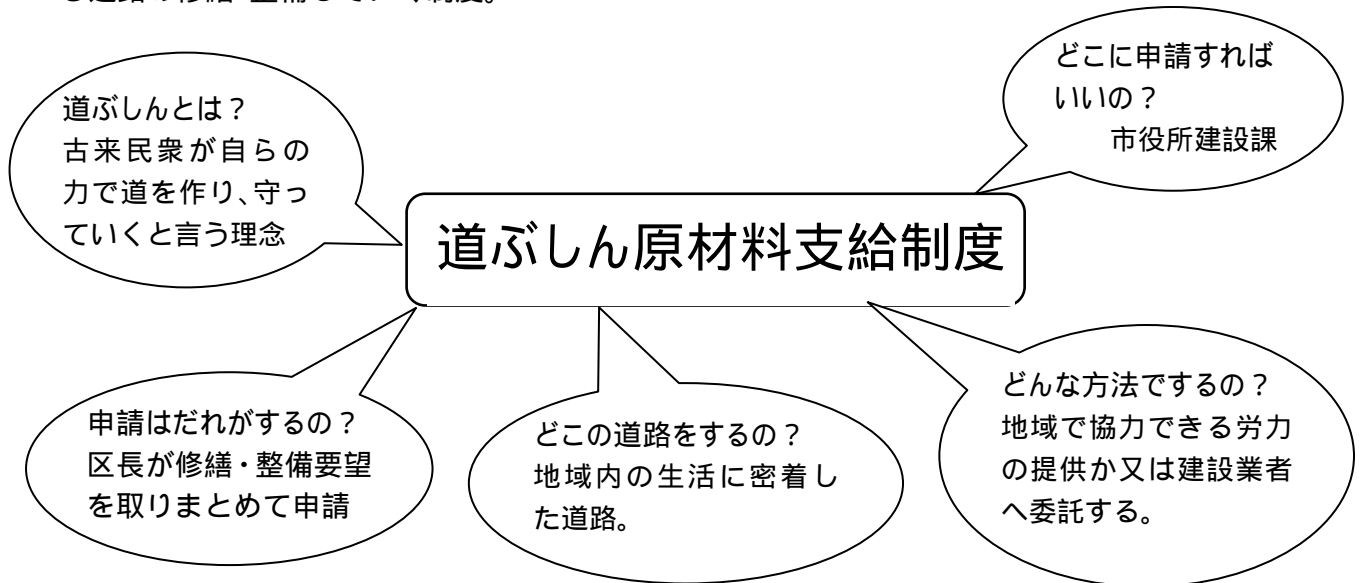 どこに申請すれば
いいの？
市役所建設課
道ぶしんとは？
古来民衆が自らの
力で道を作り、守っ
ていくと言う理念
道ぶしん原材料支給制度
申請はだれがするの？
区長が修繕・整備要望
を取りまとめて申請
どこの道路をするの？
地域内の生活に密着し
た道路。
どんな方法でするの？
地域で協力できる労力
の提供か又は建設業者
へ委託する。